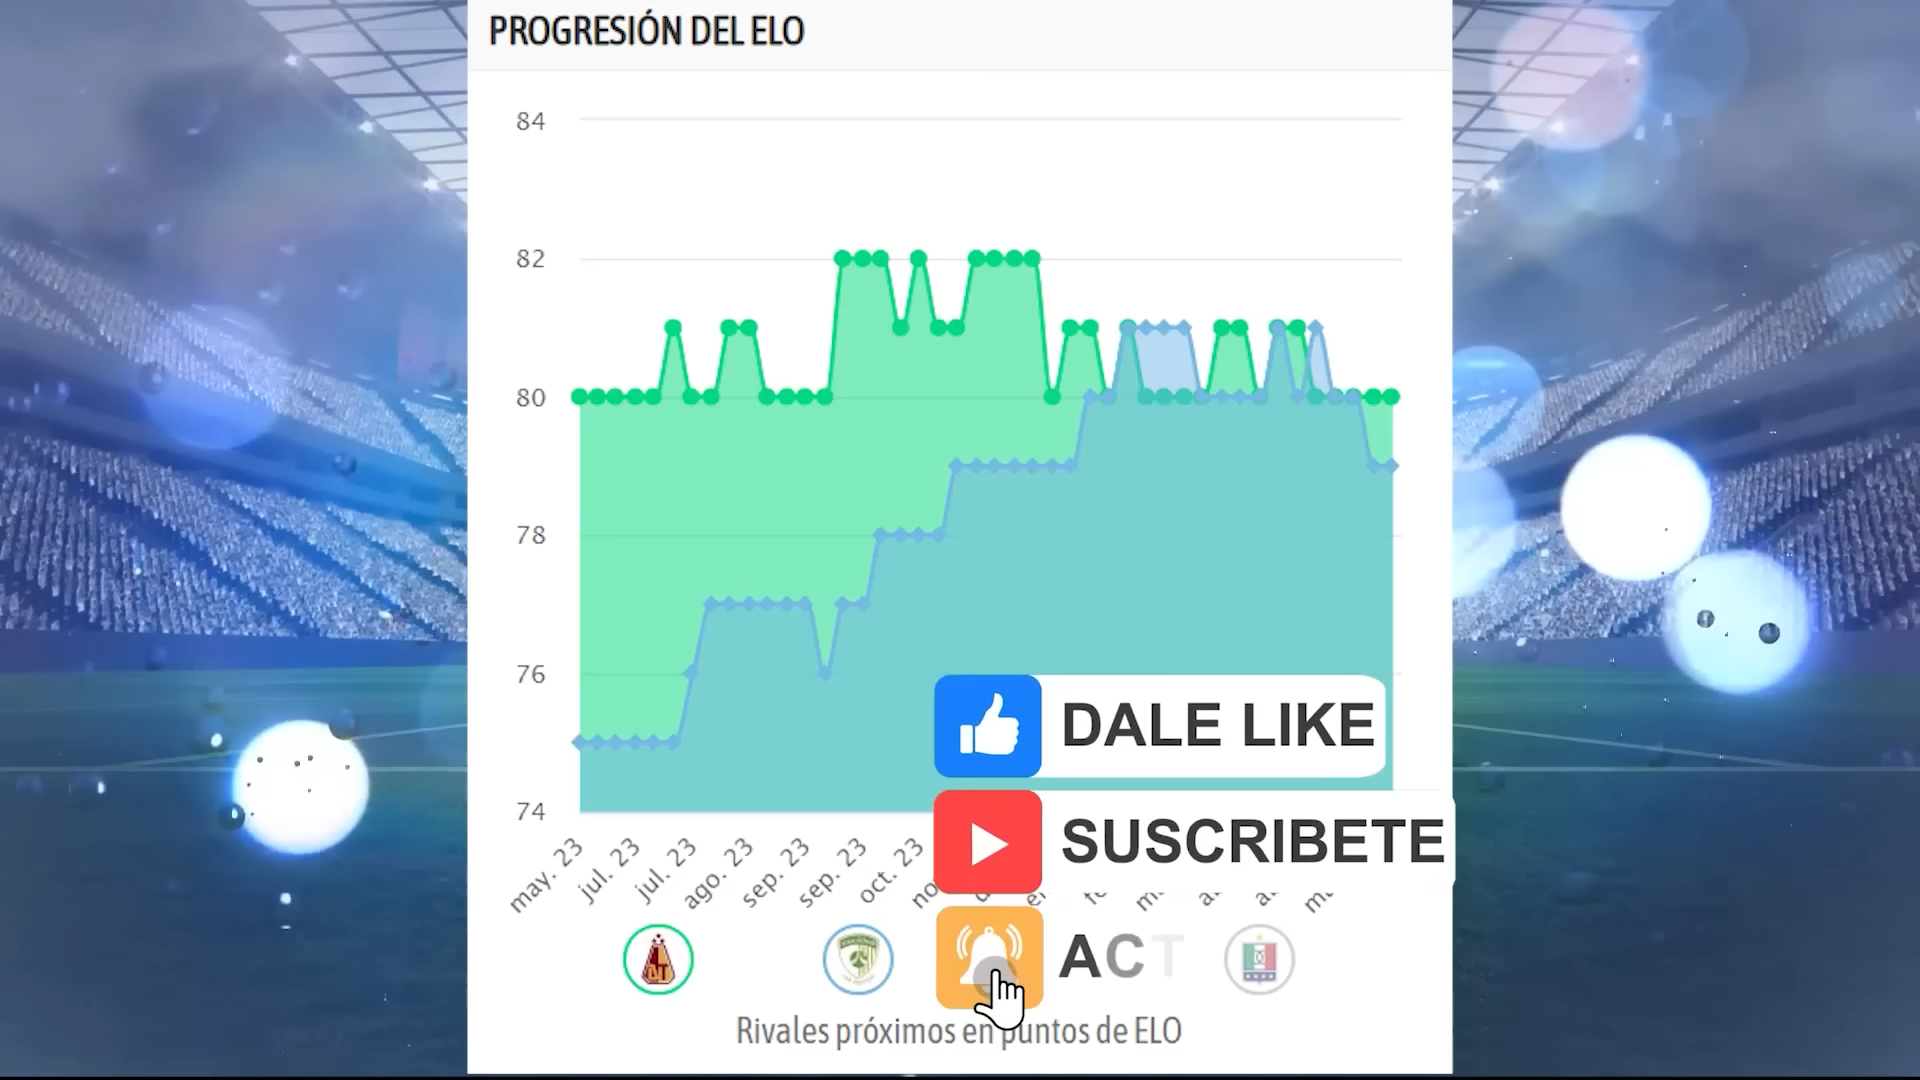 PROGRESIÓN DEL ELO
84
82
80
78
76
74
may. 23
jul. 23
jul. 23
ago. 23
sep. 23
sep. 23
oct. 23
DALE LIKE
SUSCRIBETE
ACT
Rivales próximos en puntos de ELO